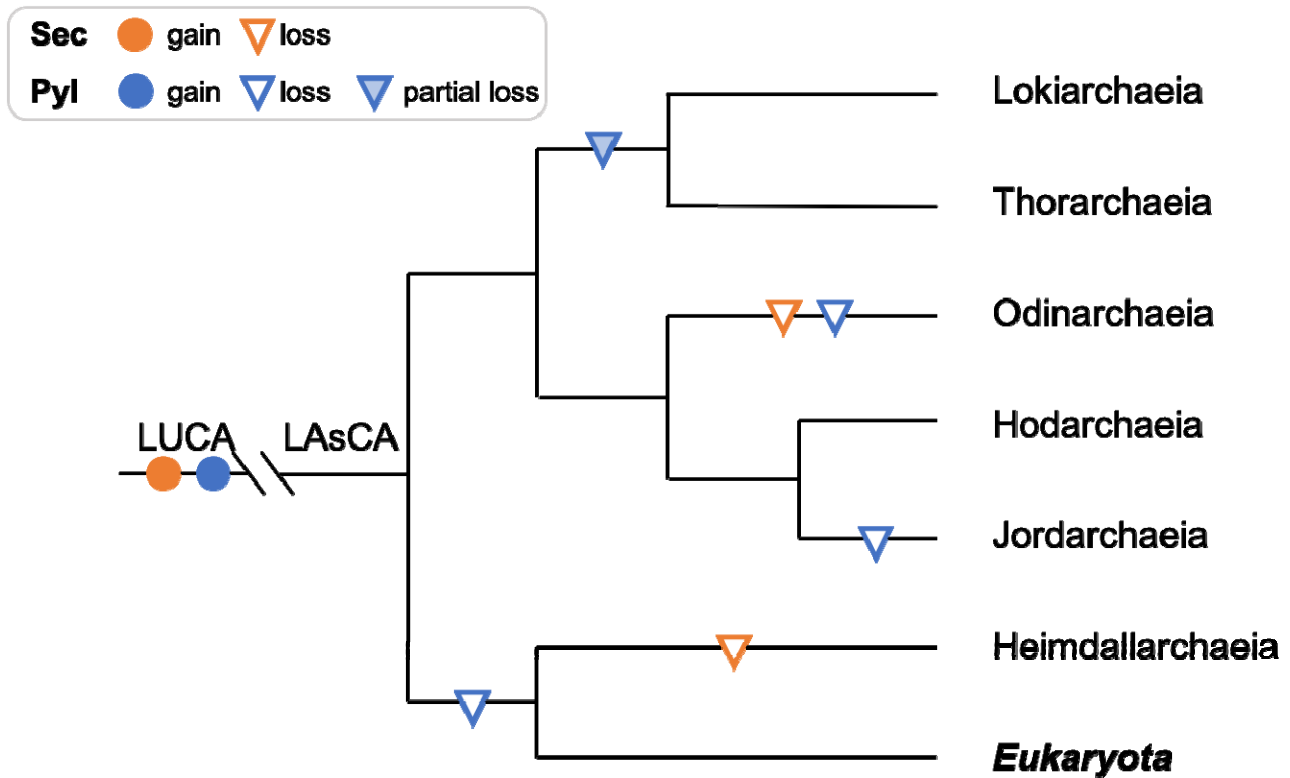 Sec gain loss
Pyl gain loss partial loss
Lokiarchaeia
Thorarchaeia
Odinarchaeia
Hodarchaeia
LUCA LAsCA
Jordarchaeia
Heimdallarchaeia
Eukaryota